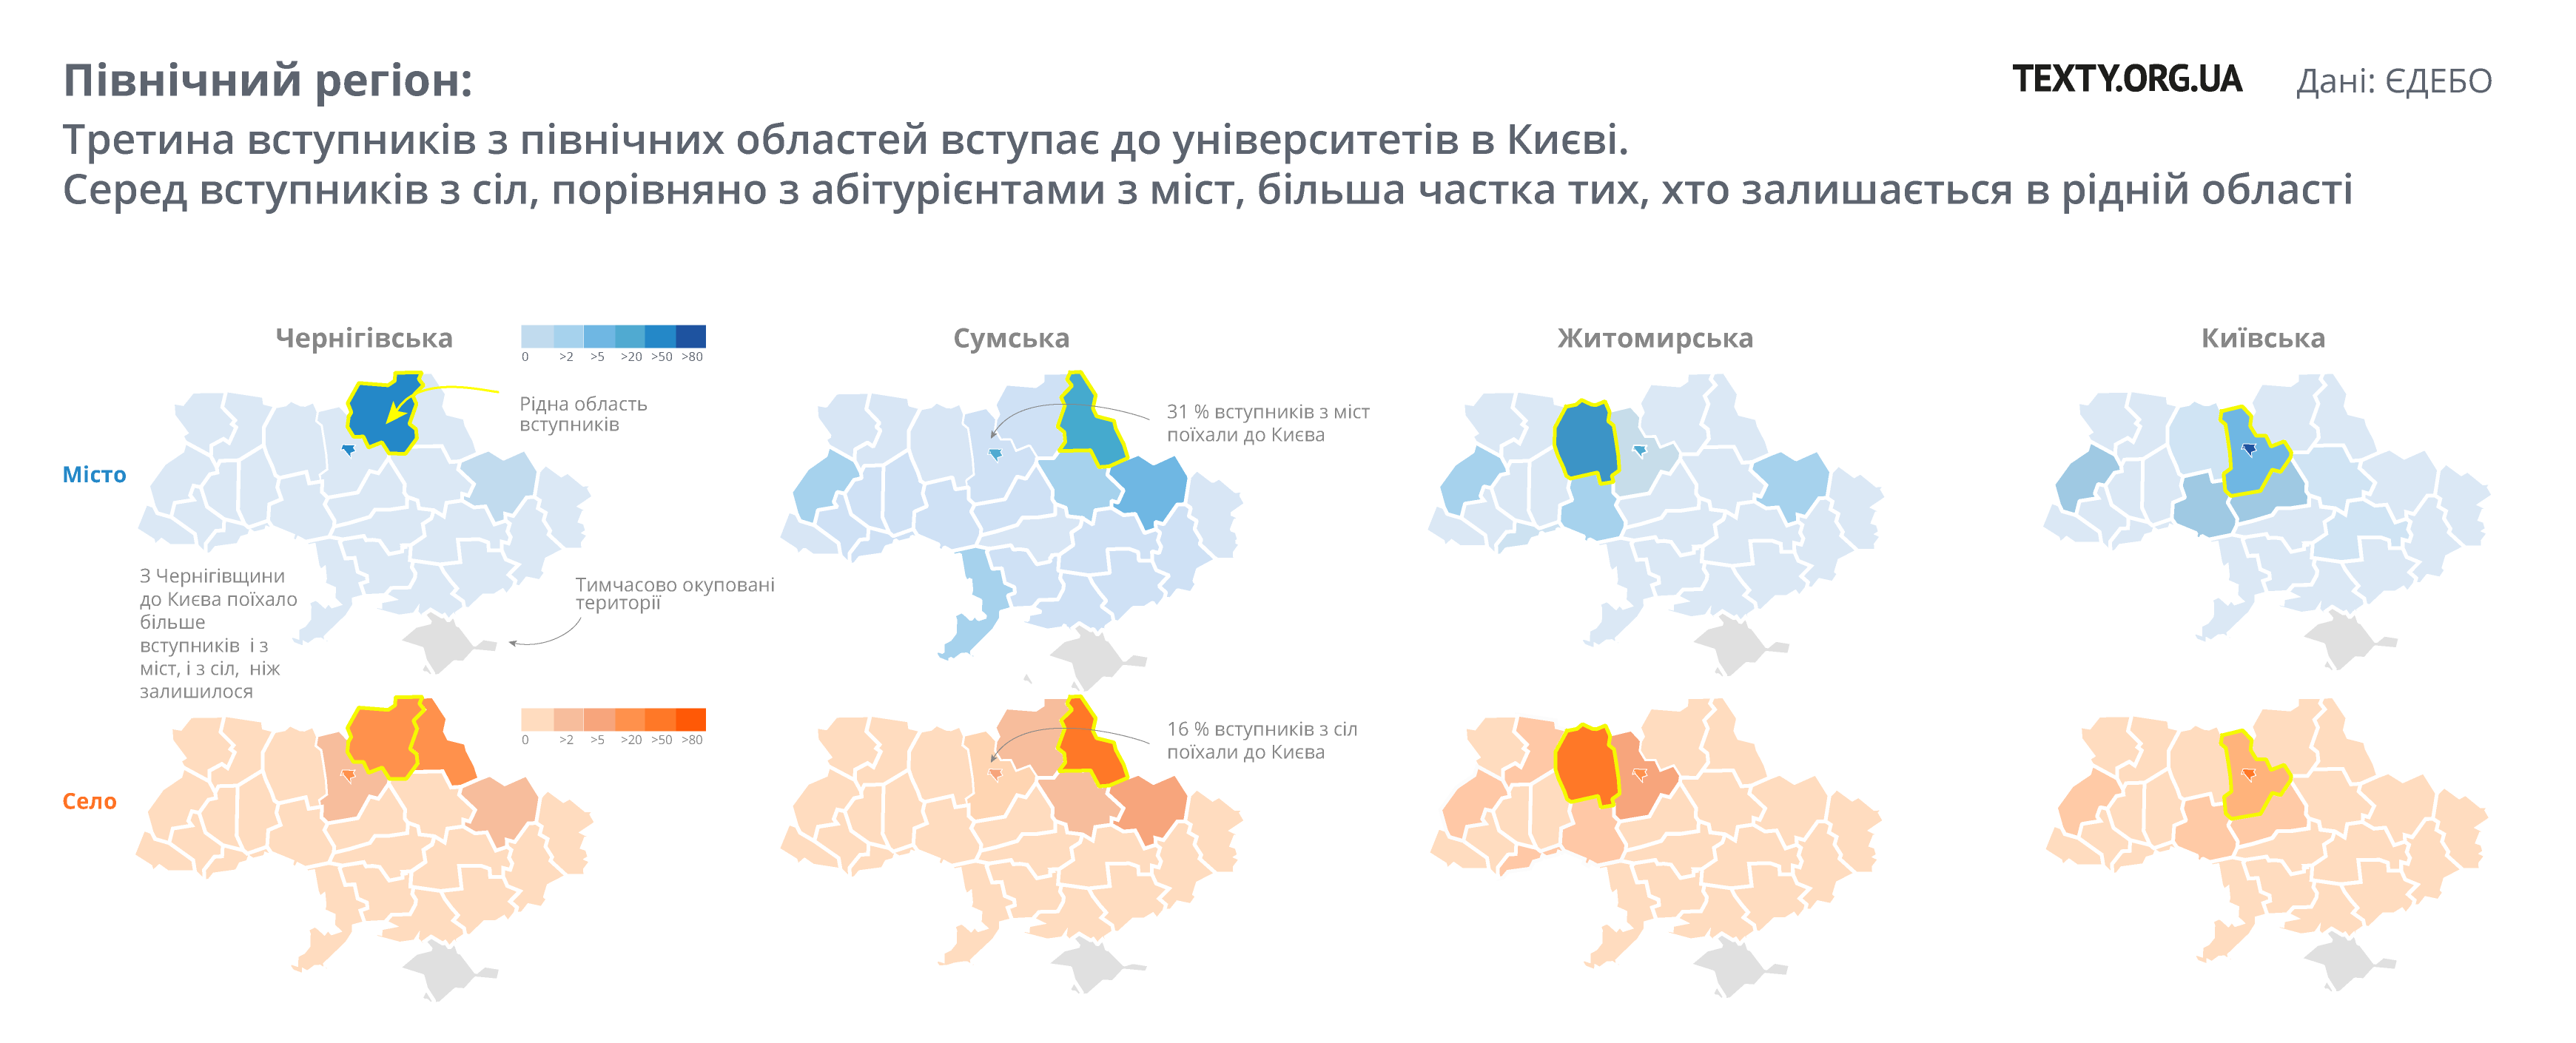 Північний регіон:
TEXTY.ORG.UA
Дані: ЄДЕБО
Третина вступників з північних областей вступає до університетів в Києві.
Серед вступників з сіл, порівняно з абітурієнтами з міст, більша частка тих, хто залишається в рідній області
Чернігівська
Сумська
Житомирська
Київська
0 >2 >5 >20 >50 >80
Рідна область
вступників
31 % вступників з міст
поїхали до Києва
Місто
З Чернігівщини
до Києва поїхало
більше
вступників і з
міст, і з сіл, ніж
залишилося
Тимчасово окуповані
території
0 >2 >5 >20 >50 >80
16 % вступників з сіл
поїхали до Києва
Село